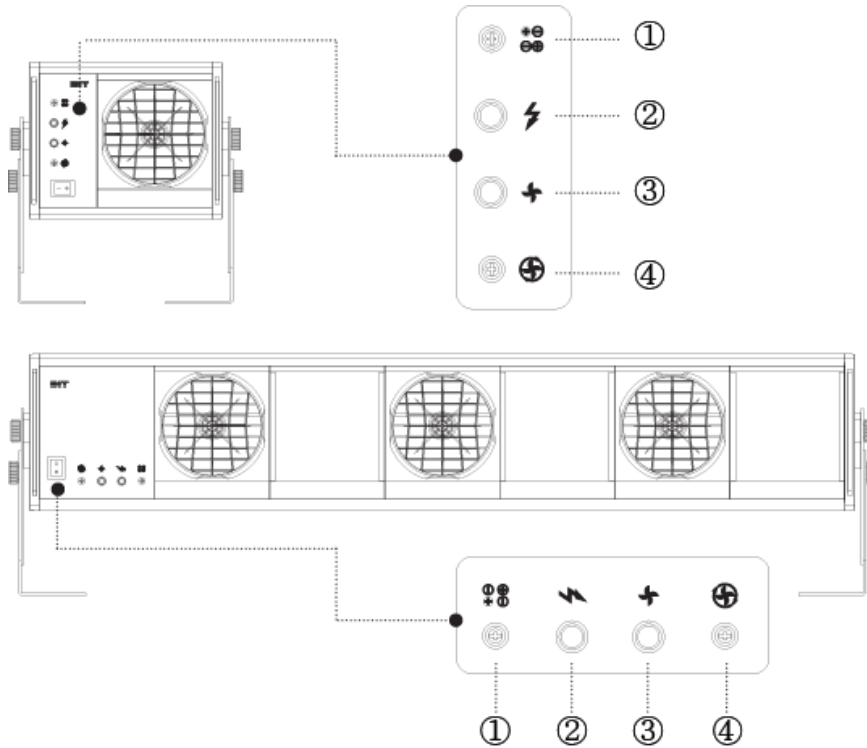 ①
②
③
④
① ② ③ ④